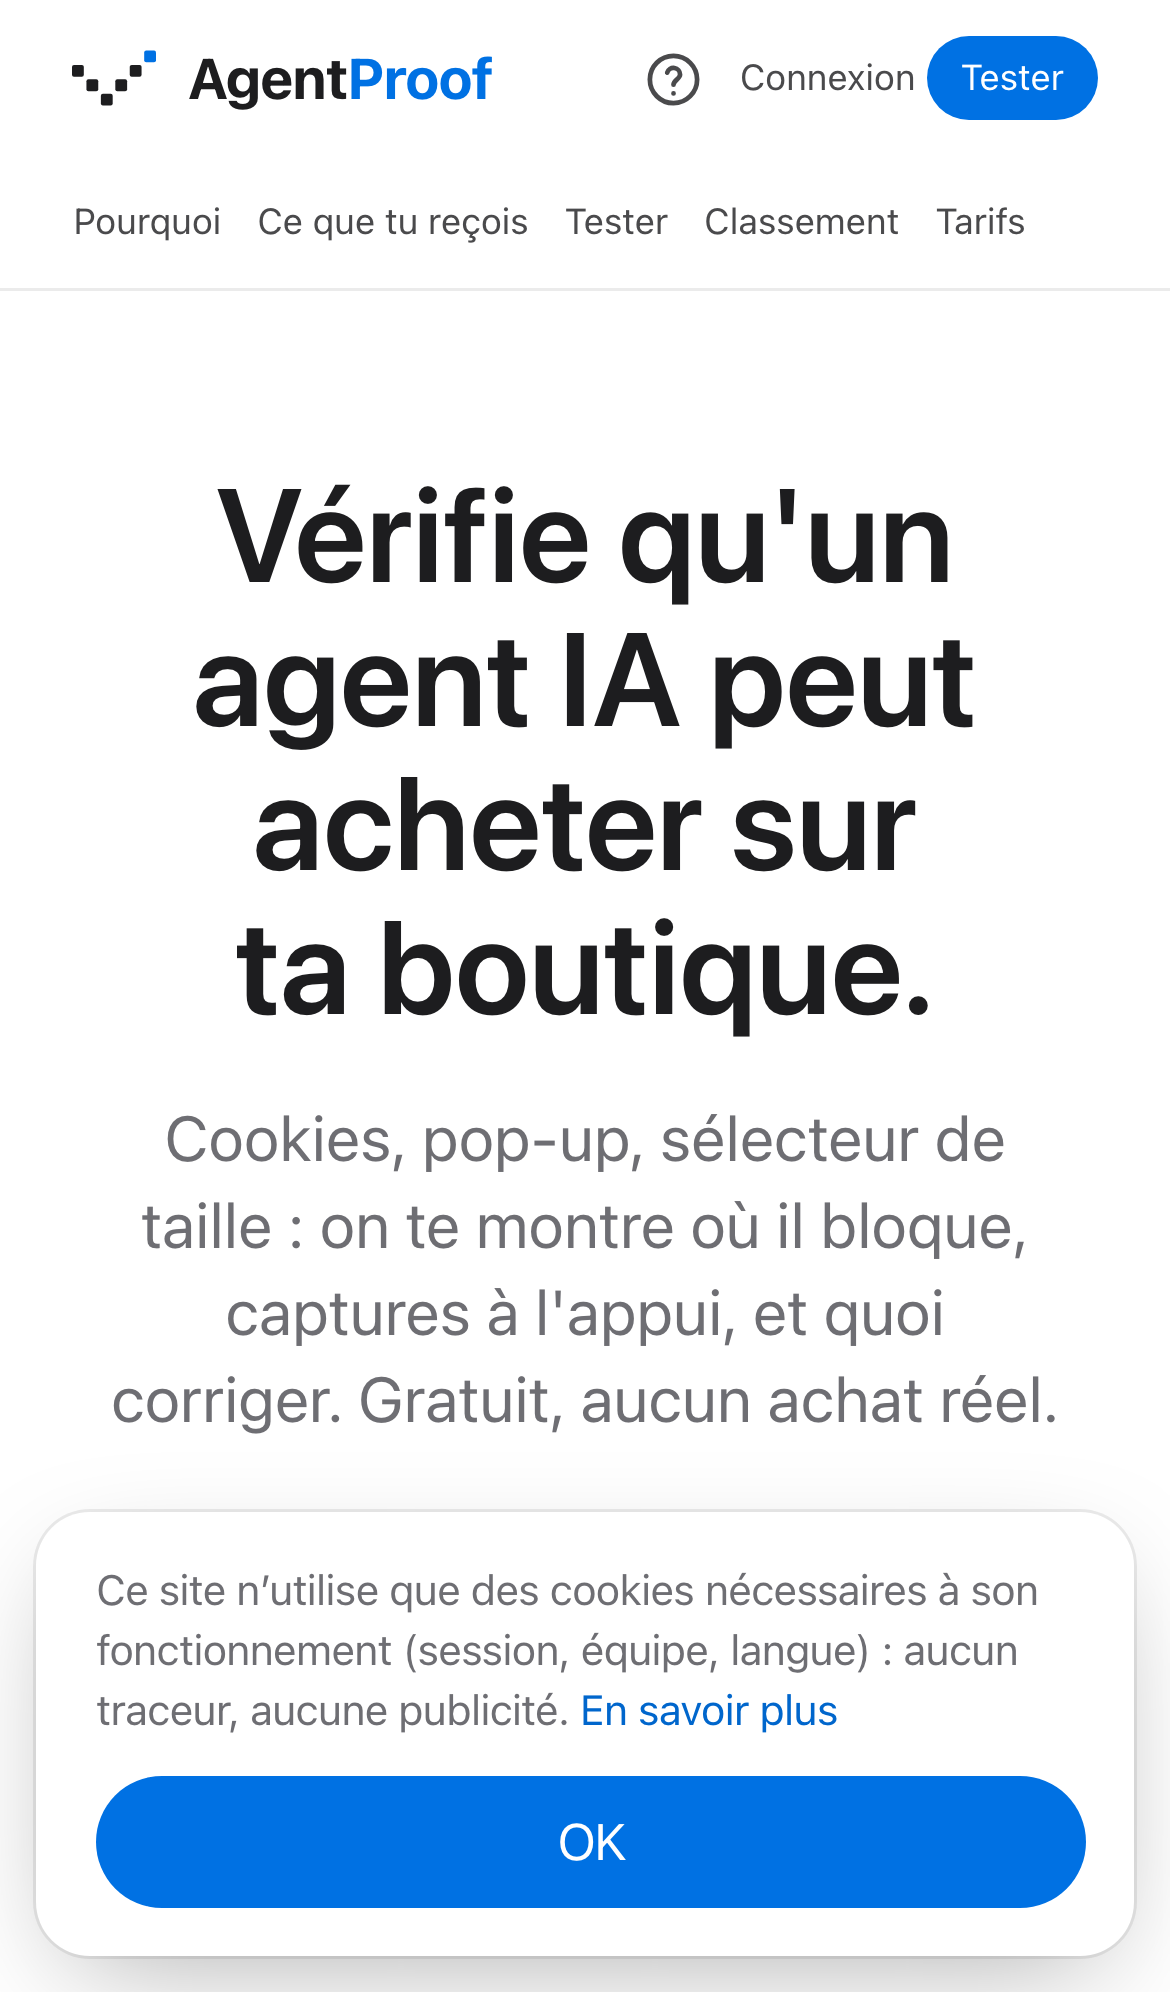 AgentProof
Connexion
Tester
Pourquoi Ce que tu reçois Tester Classement Tarifs
Vérifie qu'un
agent IA peut
acheter sur
ta boutique.
Cookies, pop-up, sélecteur de
taille : on te montre où il bloque,
captures à l'appui, et quoi
corriger. Gratuit, aucun achat réel.
Ce site n’utilise que des cookies nécessaires à son
fonctionnement (session, équipe, langue) : aucun
traceur, aucune publicité. En savoir plus
OK